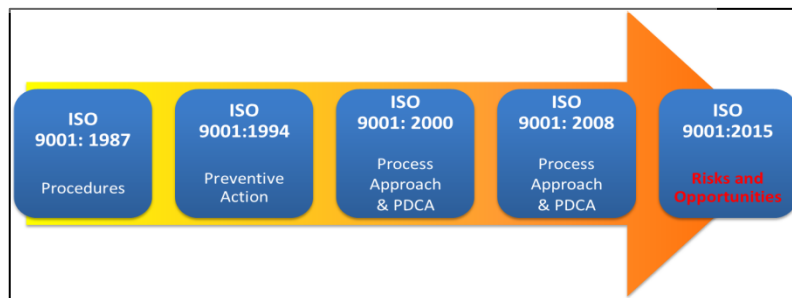 ISO
9001: 1987
Procedures
ISO
9001:1994
Preventive
Action
ISO
9001: 2000
Process
Approach
& PDCA
ISO
9001: 2008
Process
Approach
& PDCA
ISO
9001:2015
Risks and
Opportunities